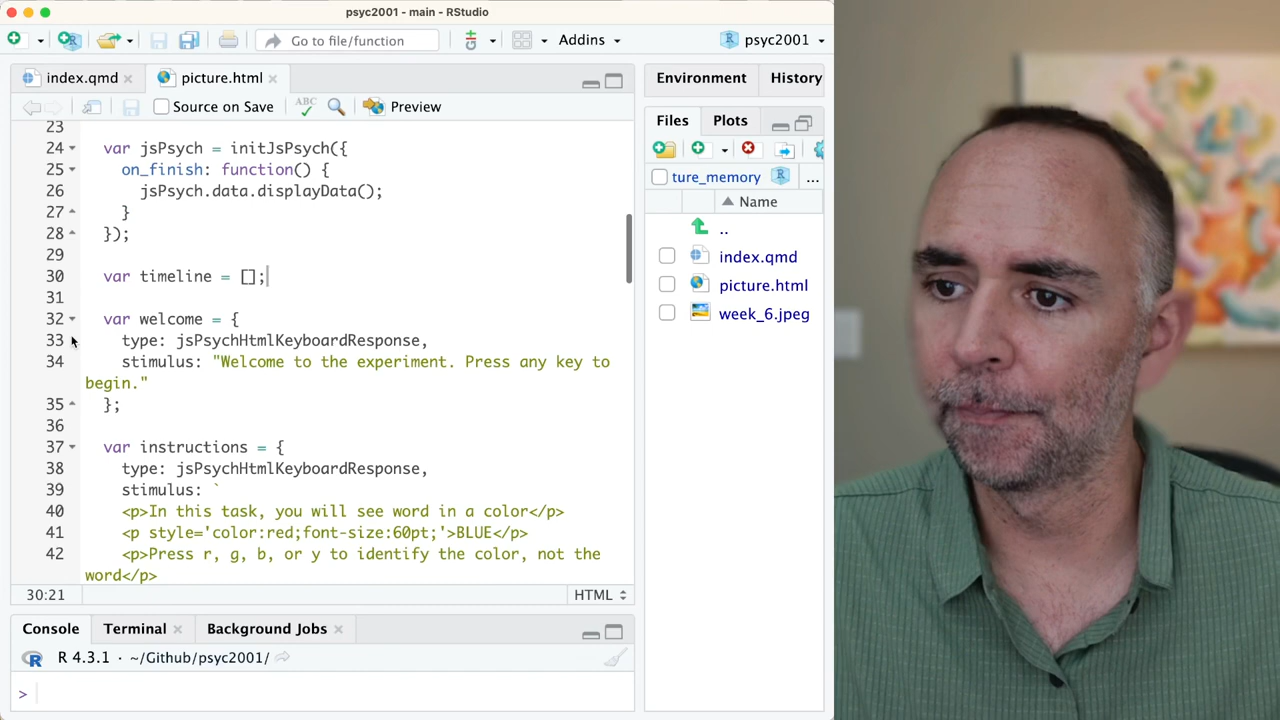 psyc2001 - main - RStudio
Go to file/function
Addins
psyc2001
index.qmd
picture.html
Source on Save
ABC
Preview
23
24 var jsPsych = initJsPsych({
25 on_finish: function() {
26 jsPsych.data.displayData();
27 }
28 });
29
30 var timeline = [];
31
32 var welcome = {
33 type: jsPsychHtmlKeyboardResponse,
34 stimulus: "Welcome to the experiment. Press any key to
begin."
35 };
36
37 var instructions = {
38 type: jsPsychHtmlKeyboardResponse,
39 stimulus: `
40 <p>In this task, you will see word in a color</p>
41 <p style='color:red;font-size:60pt;'>BLUE</p>
42 <p>Press r, g, b, or y to identify the color, not the
word</p>
30:21
HTML
Console
Terminal
Background Jobs
R 4.3.1 · ~/Github/psyc2001/
>
Environment
History
Files
Plots
ture_memory
...
Name
..
index.qmd
picture.html
week_6.jpeg